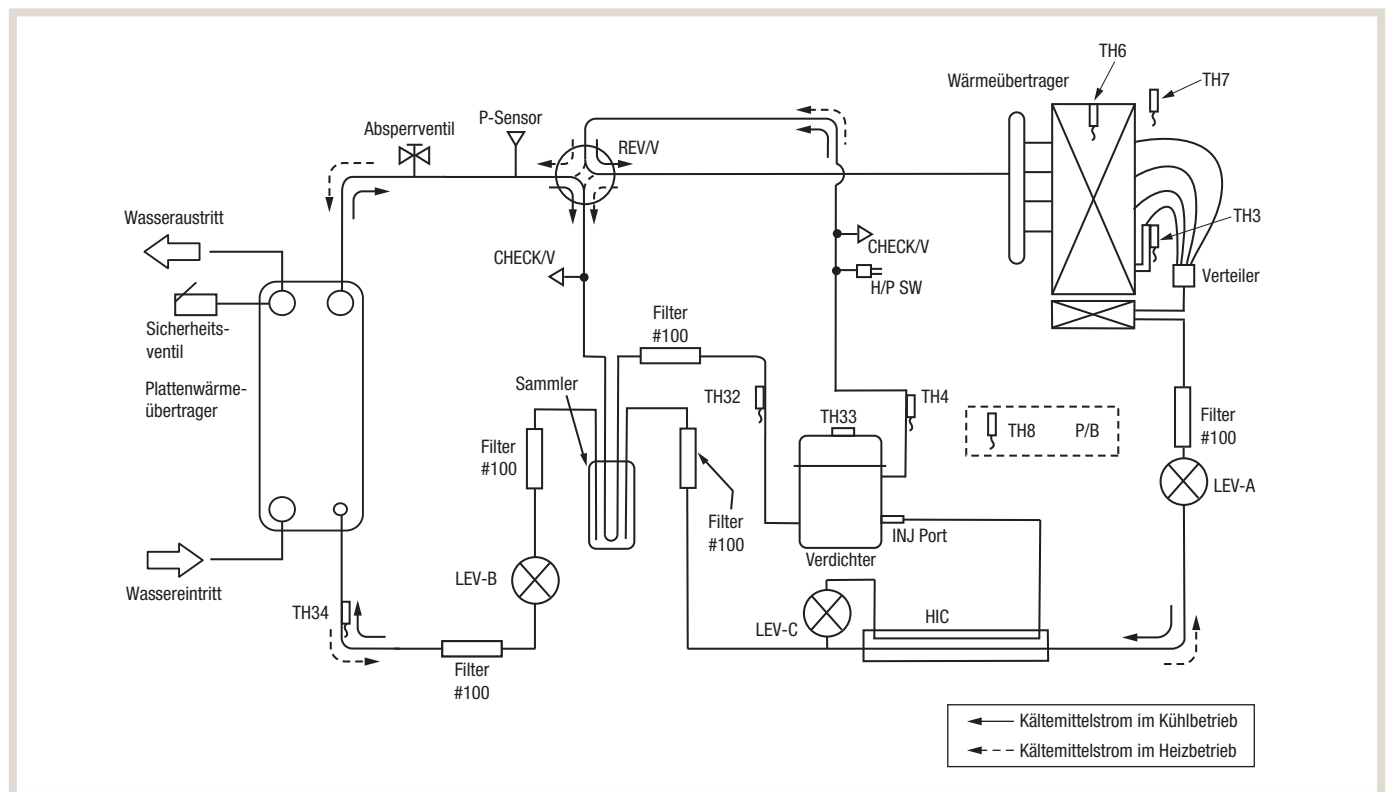 TH6
Wärmeübertrager
TH7
P-Sensor
Absperrventil
REV/V
Wasseraustritt
TH3
CHECK/V
CHECK/V
H/P SW
Verteiler
Sicherheits-
ventil
Filter
#100
Plattenwärme-
übertrager
Sammler
TH32
TH4
TH33
TH8
P/B
Filter
#100
Filter
#100
LEV-A
Filter
#100
INJ Port
Verdichter
LEV-B
Wassereintritt
TH34
LEV-C
HIC
Filter
#100
Kältemittelstrom im Kühlbetrieb
Kältemittelstrom im Heizbetrieb